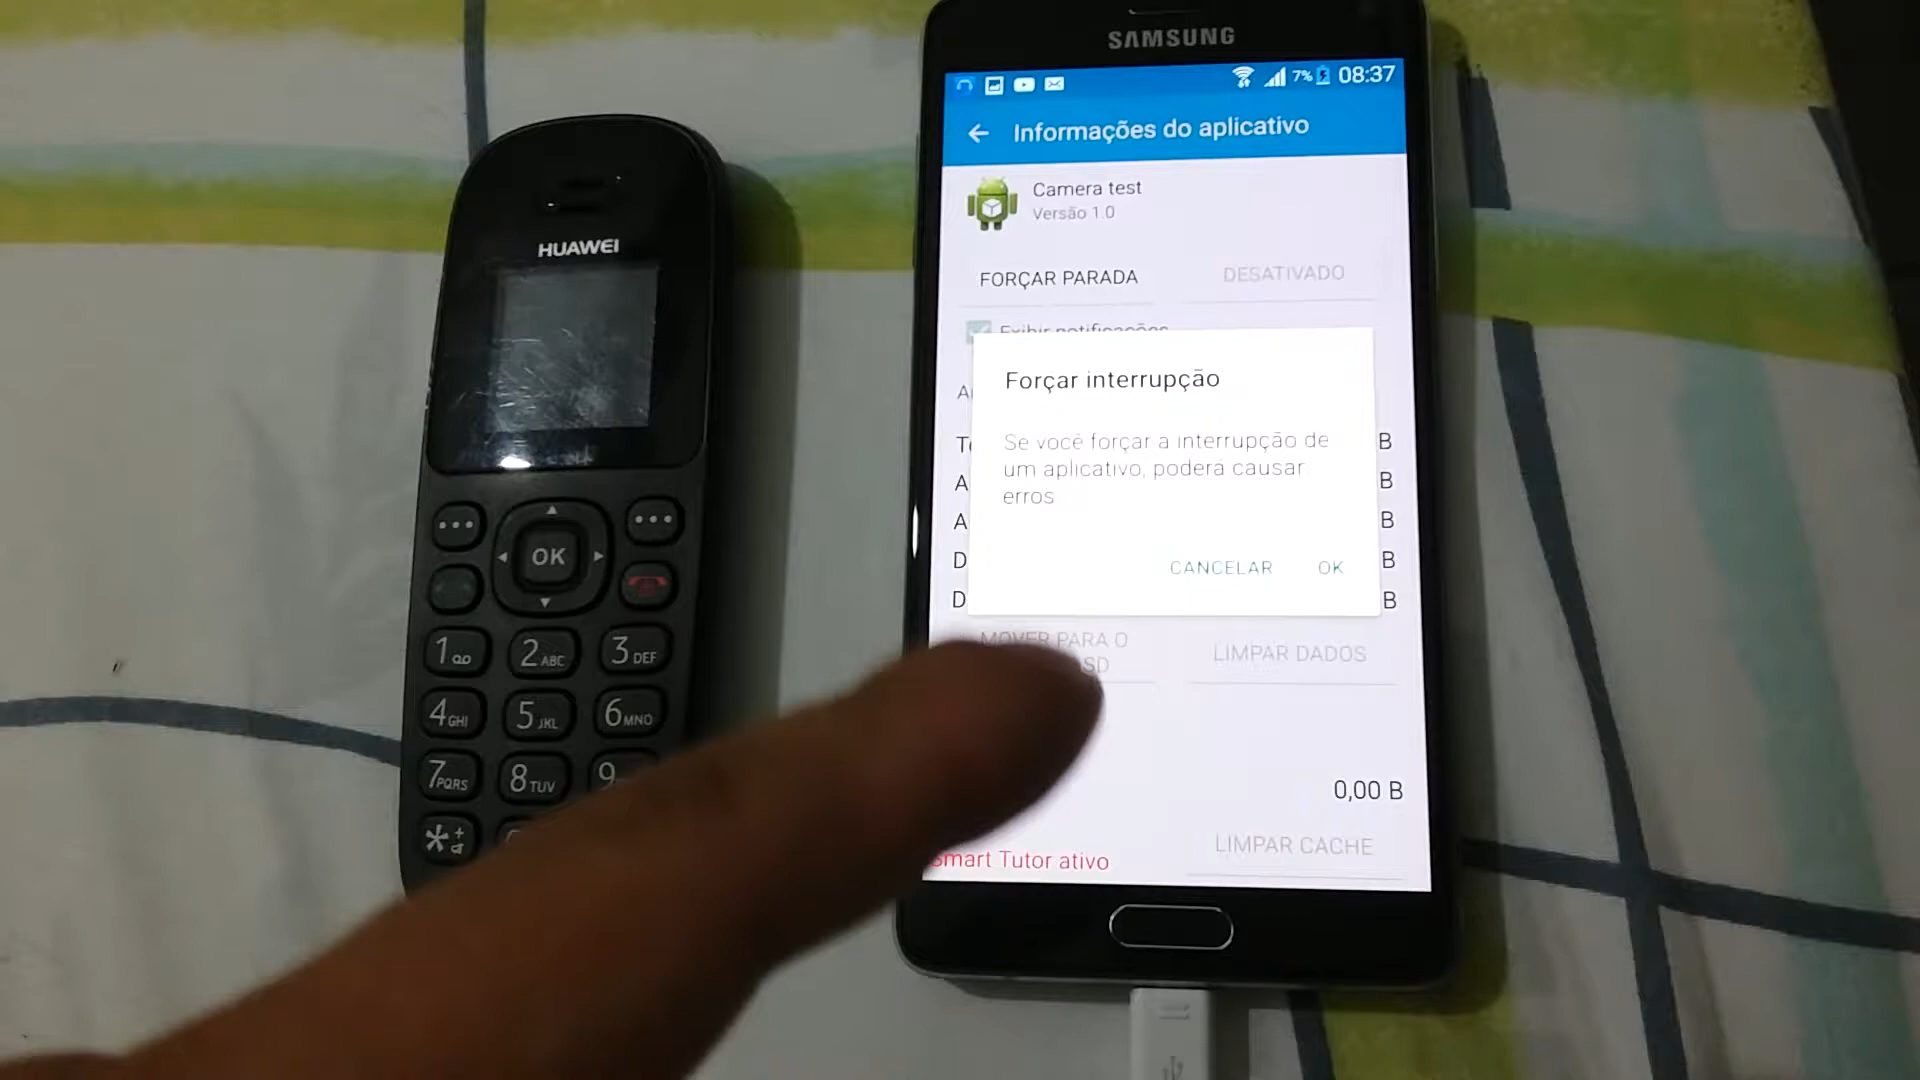 SAMSUNG
7% 08:37
Informações do aplicativo
Camera test
Versão 1.0
FORÇAR PARADA DESATIVADO
Exibir notificações
Forçar interrupção
Se você forçar a interrupção de
um aplicativo, poderá causar
erros
CANCELAR OK
B
B
B
B
B
MOVER PARA O
SD
LIMPAR DADOS
0,00 B
LIMPAR CACHE
Smart Tutor ativo
HUAWEI
OK
1 2 ABC 3 DEF
4 GHI 5 JKL 6 MNO
7 PQRS 8 TUV 9
* +